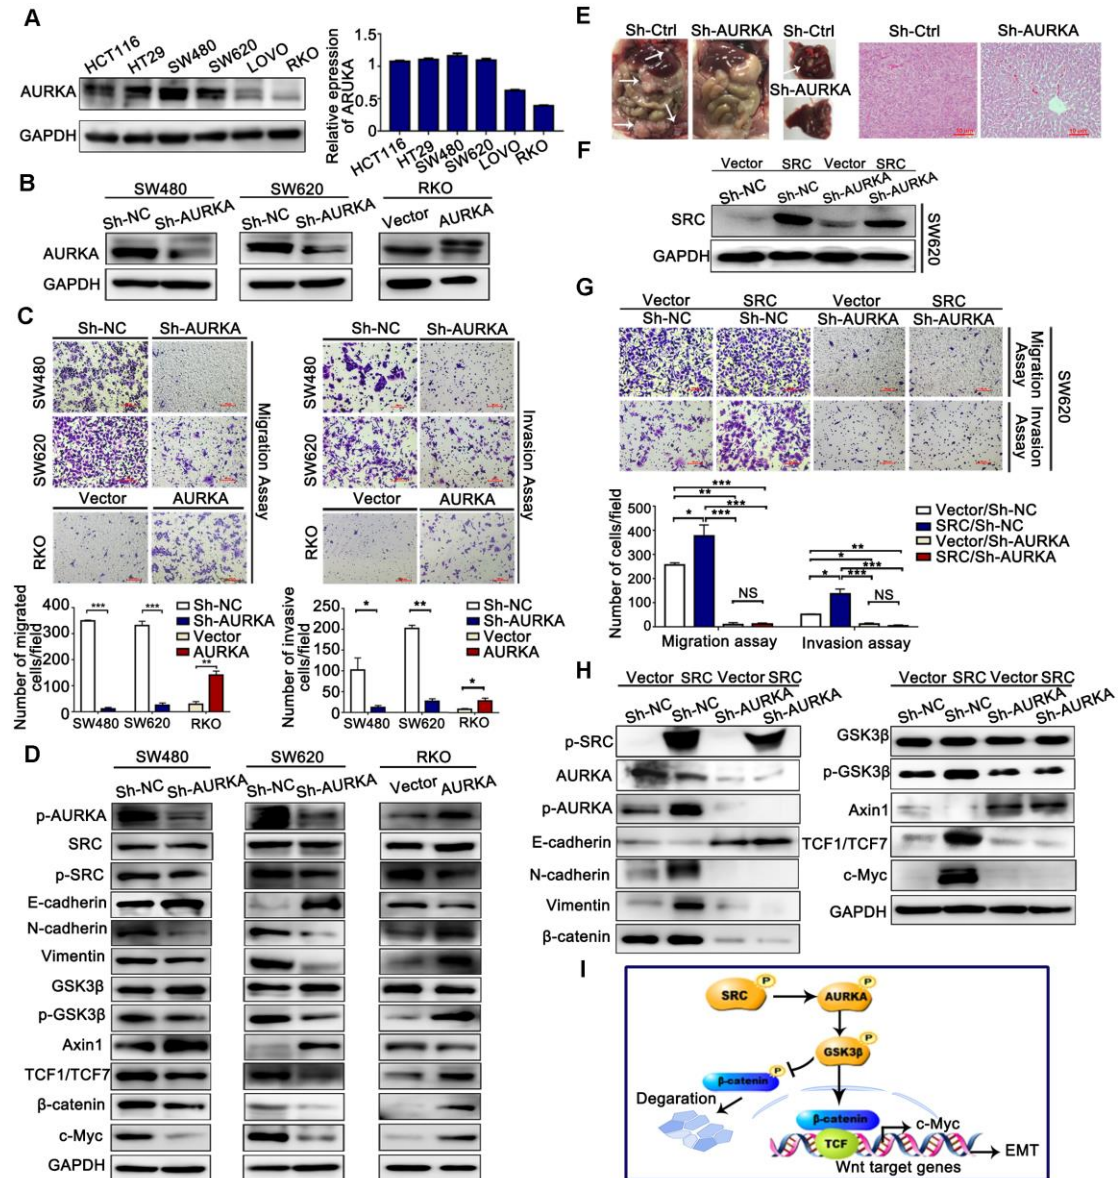 A
HCT116 HT29 SW480 SW620 LOVO RKO
AURKA
GAPDH
Relative epression
of ARUKA
1.5
1
0.5
0
HCT116 HT29 SW480 SW620 LOVO RKO
B
SW480 SW620 RKO
Sh-NC Sh-AURKA Sh-NC Sh-AURKA Vector AURKA
AURKA
GAPDH
C
Sh-NC Sh-AURKA
SW480
SW620
Vector AURKA
RKO
Migration Assay
Sh-NC Sh-AURKA
SW480
SW620
Vector AURKA
RKO
Invasion Assay
Number of migrated
cells/field
400
300
200
100
0
*** *** **
SW480 SW620 RKO
Sh-NC
Sh-AURKA
Vector
AURKA
Number of invasive
cells/field
250
200
150
100
50
0
* ** *
SW480 SW620 RKO
Sh-NC
Sh-AURKA
Vector
AURKA
D
SW480 SW620 RKO
Sh-NC Sh-AURKA Sh-NC Sh-AURKA Vector AURKA
p-AURKA
SRC
p-SRC
E-cadherin
N-cadherin
Vimentin
GSK3β
p-GSK3β
Axin1
TCF1/TCF7
β-catenin
c-Myc
GAPDH
E
Sh-Ctrl Sh-AURKA
Sh-Ctrl
Sh-AURKA
Sh-Ctrl Sh-AURKA
F
Vector SRC Vector SRC
Sh-NC Sh-NC Sh-AURKA Sh-AURKA
SRC
GAPDH
SW620
G
Vector SRC Vector SRC
Sh-NC Sh-NC Sh-AURKA Sh-AURKA
Migration
Assay
Invasion
Assay
SW620
Number of cells/field
500
400
300
200
100
0
***
**
***
* ***
NS
**
*
***
* ***
NS
Migration assay Invasion assay
Vector/Sh-NC
SRC/Sh-NC
Vector/Sh-AURKA
SRC/Sh-AURKA
H
Vector SRC Vector SRC
Sh-NC Sh-NC Sh-AURKA Sh-AURKA
p-SRC
AURKA
p-AURKA
E-cadherin
N-cadherin
Vimentin
β-catenin
Vector SRC Vector SRC
Sh-NC Sh-NC Sh-AURKA Sh-AURKA
GSK3β
p-GSK3β
Axin1
TCF1/TCF7
c-Myc
GAPDH
I
SRC P
AURKA P
GSK3β P
β-catenin P
Degaration
β-catenin
TCF
c-Myc
EMT
Wnt target genes